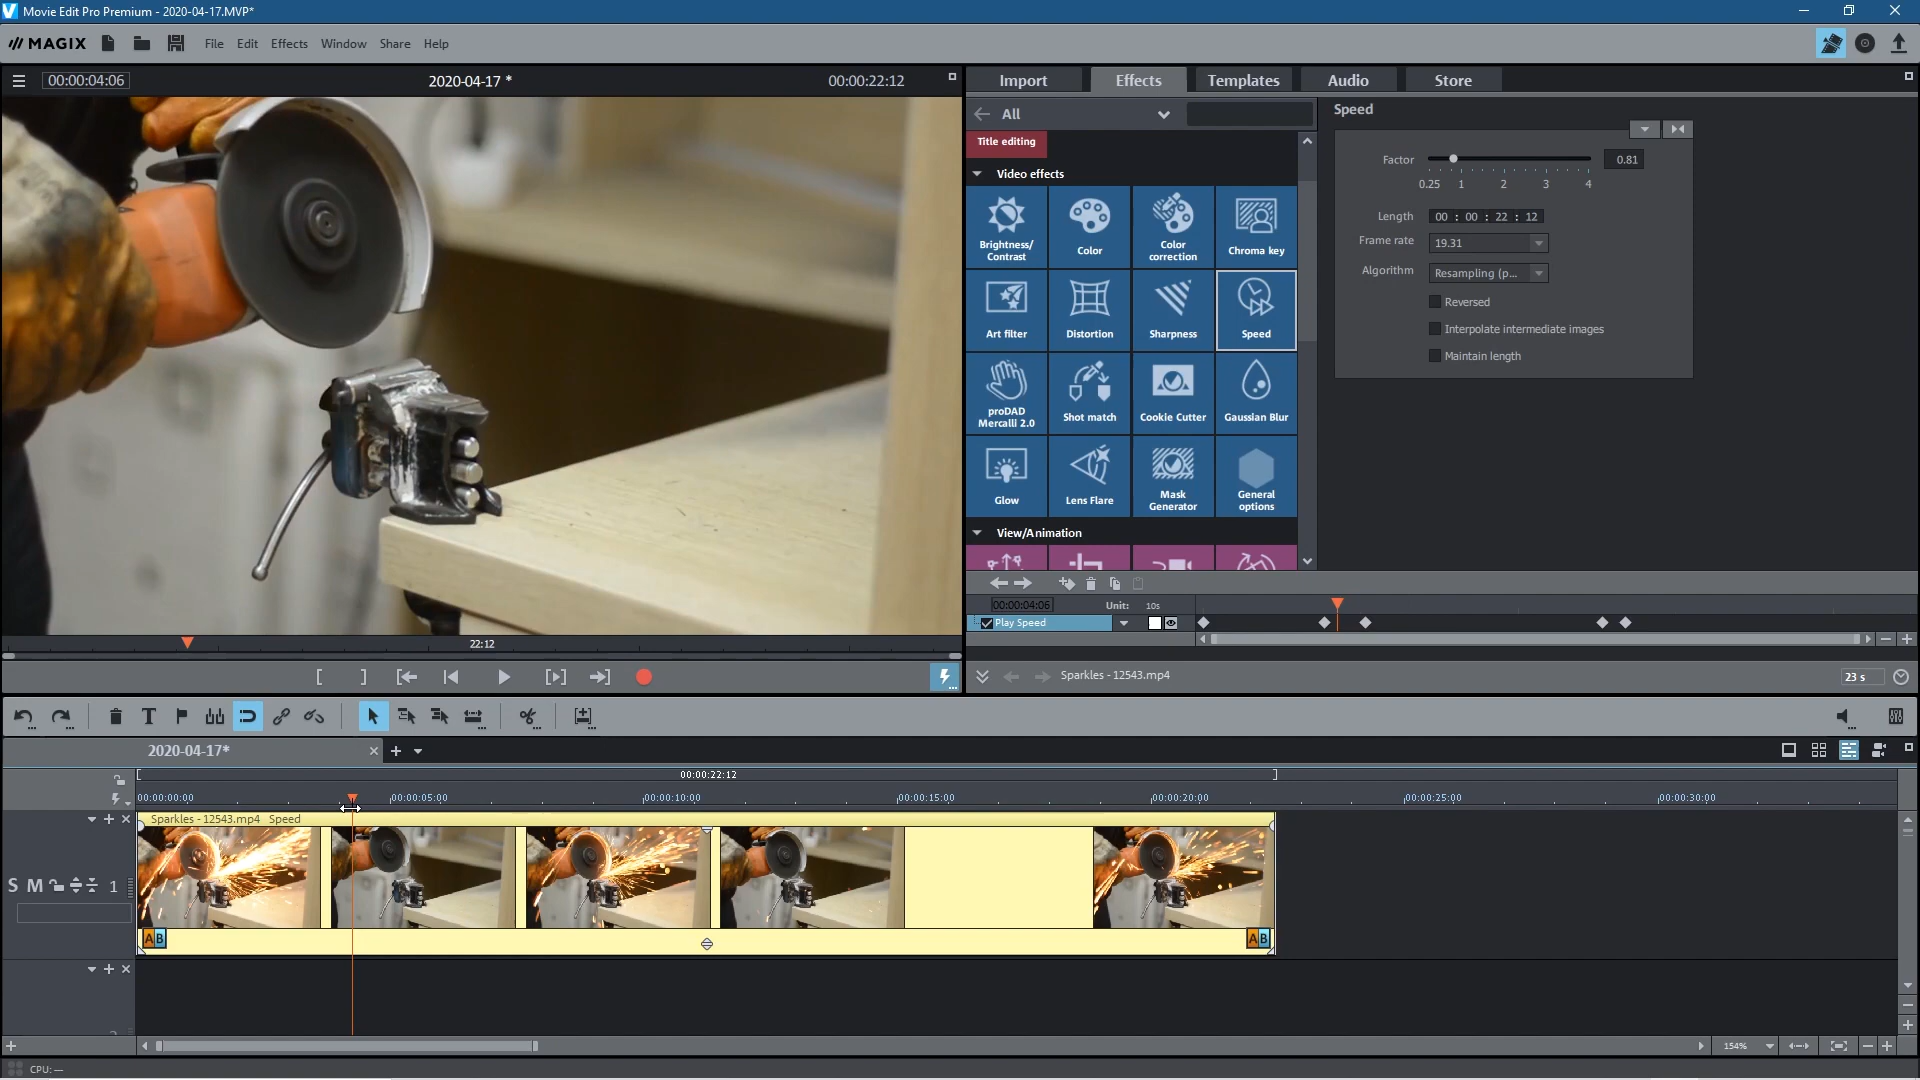 Movie Edit Pro Premium - 2020-04-17.MVP*
MAGIX File Edit Effects Window Share Help
00:00:04:06 2020-04-17 * 00:00:22:12
Import Effects Templates Audio Store
All
Speed
Title editing
Video effects
Brightness/
Contrast
Color
Color
correction
Chroma key
Art filter
Distortion
Sharpness
Speed
proDAD
Mercalli 2.0
Shot match
Cookie Cutter
Gaussian Blur
Glow
Lens Flare
Mask
Generator
General
options
View/Animation
Factor 0.81
0.25 1 2 3 4
Length 00 : 00 : 22 : 12
Frame rate 19.31
Algorithm Resampling (p...
Reversed
Interpolate intermediate images
Maintain length
00:00:04:06 Unit: 10s
Play Speed
22:12
Sparkles - 12543.mp4 23 s
2020-04-17*
00:00:22:12
00:00:00:00 00:00:05:00 00:00:10:00 00:00:15:00 00:00:20:00 00:00:25:00 00:00:30:00
Sparkles - 12543.mp4 Speed
S M 1
AB AB
154%
CPU: —